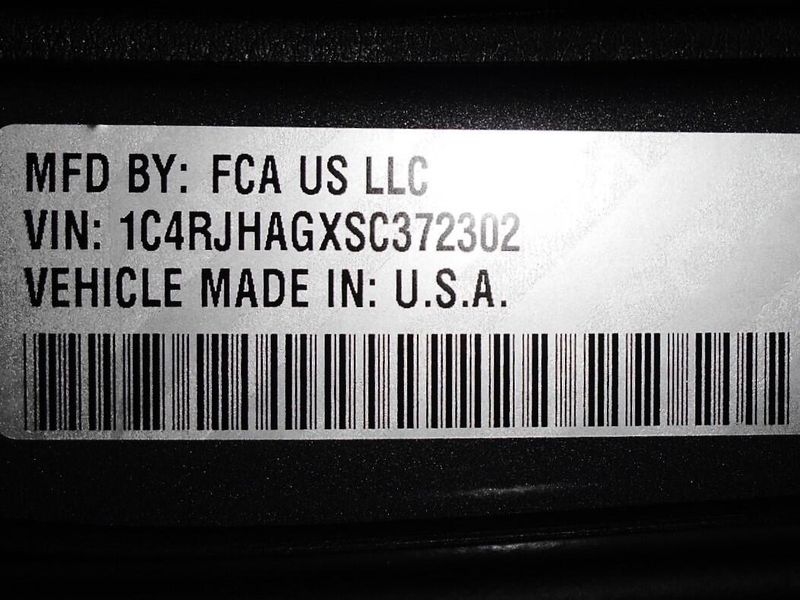 MFD BY: FCA US LLC
VIN: 1C4RJHAGXSC372302
VEHICLE MADE IN: U.S.A.